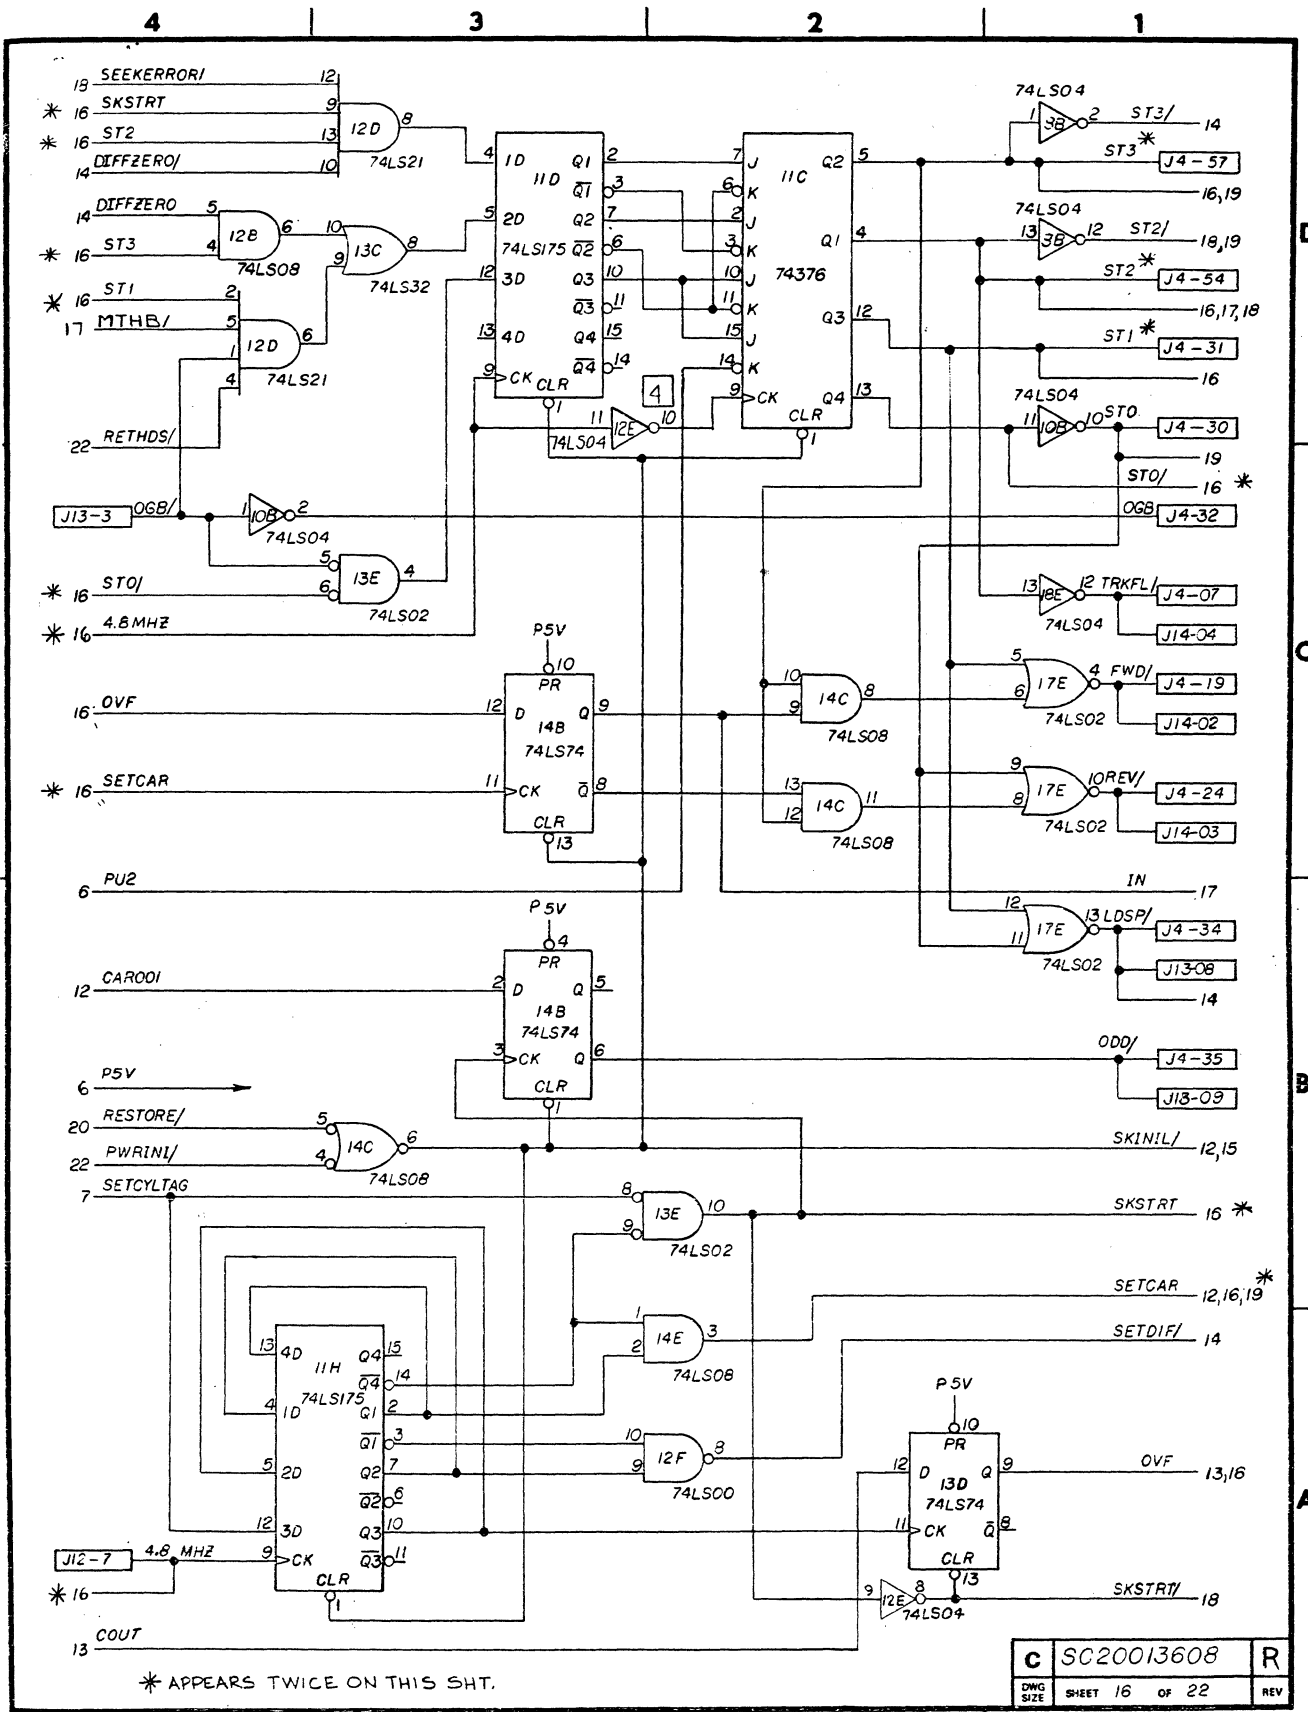 4 3 2 1
18 SEEKERROR/ 12
* 16 SKSTRT 9
* 16 ST2 13
14 DIFFZERO/ 10
12D 8
74LS21
14 DIFFZERO 5
* 16 ST3 4
12B 6
74LS08
10 13C 8
9
74LS32
* 16 ST1 2
17 MTHB/ 5
1
4
12D 6
74LS21
22 RETHDS/
J13-3 OGB/
1 10B 2
74LS04
5
13E 4
6
74LS02
* 16 ST0/
* 16 4.8MHZ
4 1D Q1 2
11D
Q1 3
5 2D Q2 7
74LS175 Q2 6
12 3D Q3 10
Q3 11
13 4D Q4 15
Q4 14
9 CK CLR
1
4
11 12E 10
74LS04
7 J Q2 5
11C
6 K
2 J
3 K Q1 4
10 J 74376
11 K
15 J Q3 12
14 K
9 CK Q4 13
CLR
1
74LS04
1 3B 2 ST3/ 14
ST3 * J4-57
16,19
74LS04
13 3B 12 ST2/ 18,19
ST2 * J4-54
16,17,18
ST1 * J4-31
16
74LS04
11 10B 10 ST0 J4-30
19
ST0/ 16 *
OGB J4-32
13 18E 12 TRKFL/ J4-07
74LS04
J14-04
P5V
10
PR
16 OVF 12 D Q 9
14B
74LS74
* 16 SETCAR 11 CK Q 8
CLR
13
10
14C 8
9
74LS08
13
14C 11
12
74LS08
5 17E 4 FWD/ J4-19
6
74LS02
J14-02
9 17E 10 REV/ J4-24
8
74LS02
J14-03
6 PU2
IN 17
12 17E 13 LDSP/ J4-34
11
74LS02
J13-08
14
P5V
4
PR
12 CAR001 2 D Q 5
14B
74LS74
3 CK Q 6
CLR
1
ODD/ J4-35
J13-09
6 P5V
20 RESTORE/ 5
22 PWRINI/ 4
14C 6
74LS08
SKINIL/ 12,15
7 SETCYLTAG
8
13E 10
9
74LS02
SKSTRT 16 *
1
14E 3
2
74LS08
SETCAR 12,16,19 *
SETDIF/ 14
13 4D Q4 15
11H
Q4 14
74LS175
4 1D Q1 2
Q1 3
5 2D Q2 7
Q2 6
12 3D Q3 10
9 CK Q3 11
CLR
1
J12-7 4.8 MHZ
* 16
10
12F 8
9
74LS00
P5V
10
PR
12 D Q 9
13D
74LS74
11 CK Q 8
CLR
13
OVF 13,16
9 12E 8
74LS04
SKSTRT/ 18
13 COUT
* APPEARS TWICE ON THIS SHT.
D
C
B
A
C SC20013608 R
DWG SIZE SHEET 16 OF 22 REV